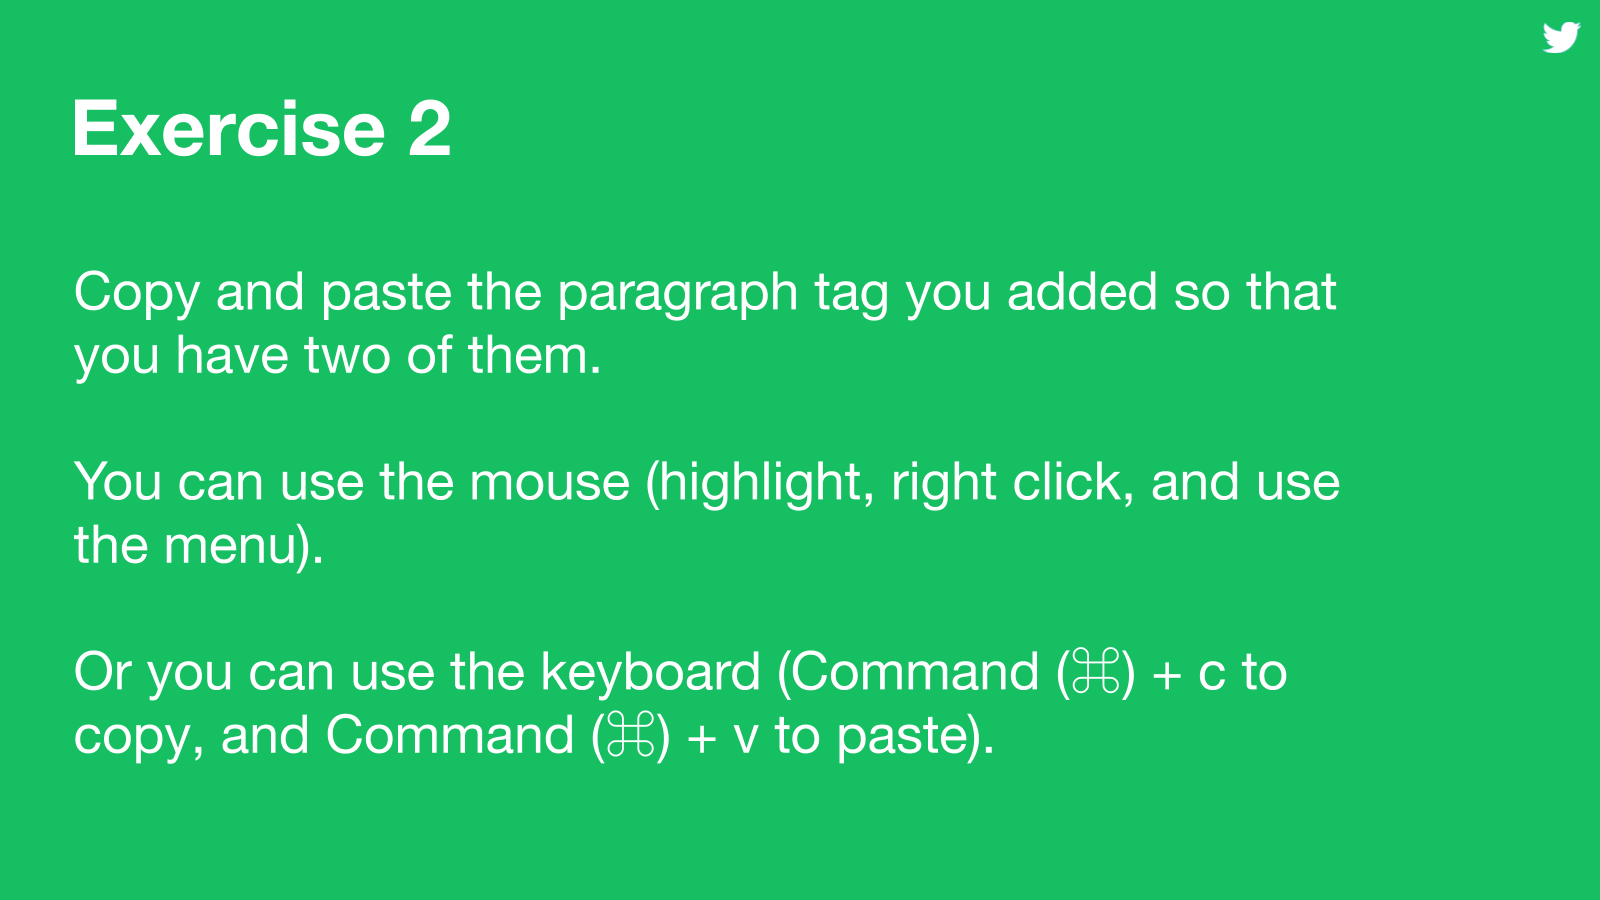 Exercise 2
Copy and paste the paragraph tag you added so that
you have two of them.
You can use the mouse (highlight, right click, and use
the menu).
Or you can use the keyboard (Command (⌘) + c to
copy, and Command (⌘) + v to paste).